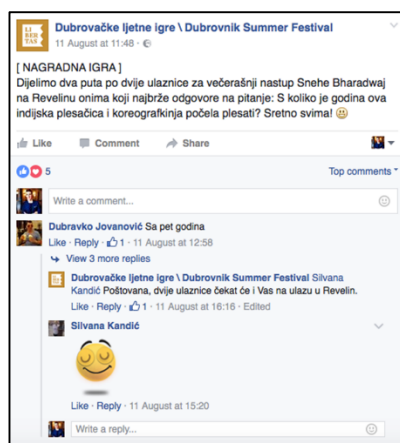 LI
BER
TAS
Dubrovačke ljetne igre \ Dubrovnik Summer Festival
11 August at 11:48 ·
[ NAGRADNA IGRA ]
Dijelimo dva puta po dvije ulaznice za večerašnji nastup Snehe Bharadwaj
na Revelinu onima koji najbrže odgovore na pitanje: S koliko je godina ova
indijska plesačica i koreografkinja počela plesati? Sretno svima!
Like Comment Share
5 Top comments
Write a comment...
Dubravko Jovanović Sa pet godina
Like · Reply · 1 · 11 August at 12:58
View 3 more replies
Dubrovačke ljetne igre \ Dubrovnik Summer Festival Silvana
Kandić Poštovana, dvije ulaznice čekat će i Vas na ulazu u Revelin.
Like · Reply · 1 · 11 August at 16:16 · Edited
Silvana Kandić
Like · Reply · 11 August at 15:20
Write a reply...